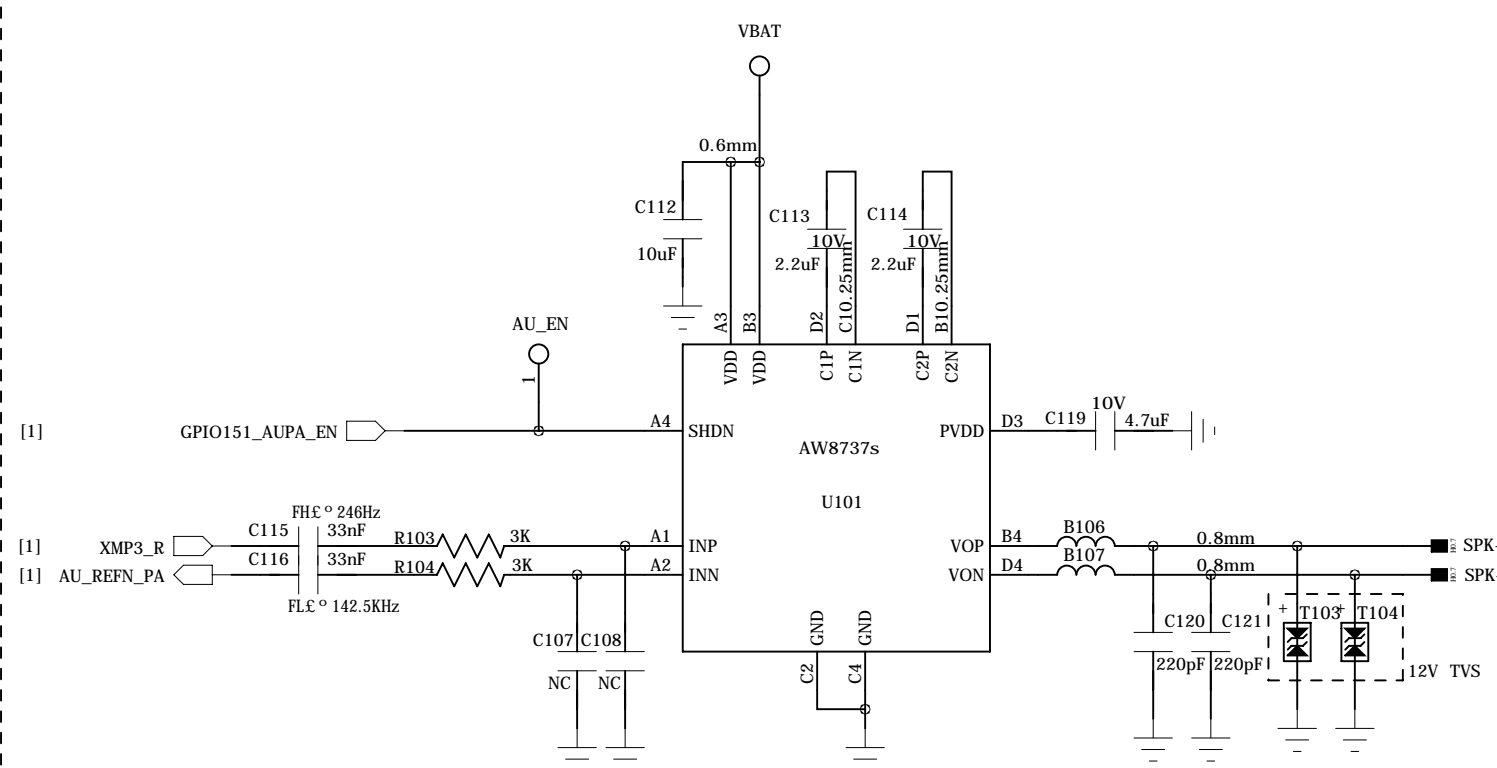 VBAT
0.6mm
C112
10uF
C113
10V
2.2uF
C114
10V
2.2uF
A3
B3
D2
C10.25mm
D1
B10.25mm
VDD
VDD
C1P
C1N
C2P
C2N
AU_EN
1
[1]
GPIO151_AUPA_EN
A4
SHDN
AW8737s
U101
PVDD
D3
C119
10V
4.7uF
FH£º246Hz
[1]
XMP3_R
C115
33nF
R103
3K
A1
INP
[1]
AU_REFN_PA
C116
33nF
R104
3K
A2
INN
FL£º142.5KHz
VOP
B4
B106
0.8mm
SPK
VON
D4
B107
0.8mm
SPK
C107
NC
C108
NC
GND
GND
C2
C4
C120
220pF
C121
220pF
+
T103
+
T104
12V TVS